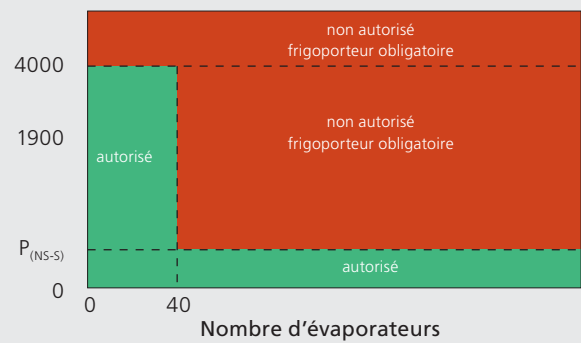 non autorisé
frigoporteur obligatoire
4000
non autorisé
frigoporteur obligatoire
1900
autorisé
P(NS-S)
autorisé
0
0
40
Nombre d’évaporateurs